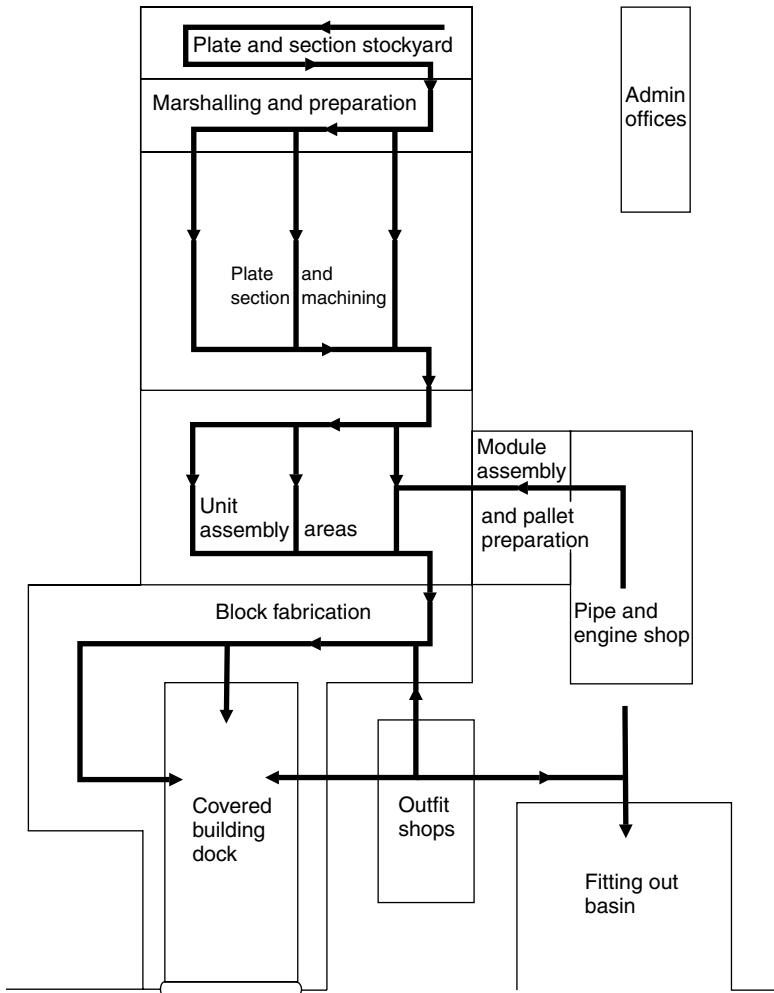 Plate and section stockyard
Marshalling and preparation
Admin
offices
Plate and
section machining
Module
assembly
and pallet
preparation
Unit
assembly areas
Block fabrication
Pipe and
engine shop
Covered
building
dock
Outfit
shops
Fitting out
basin